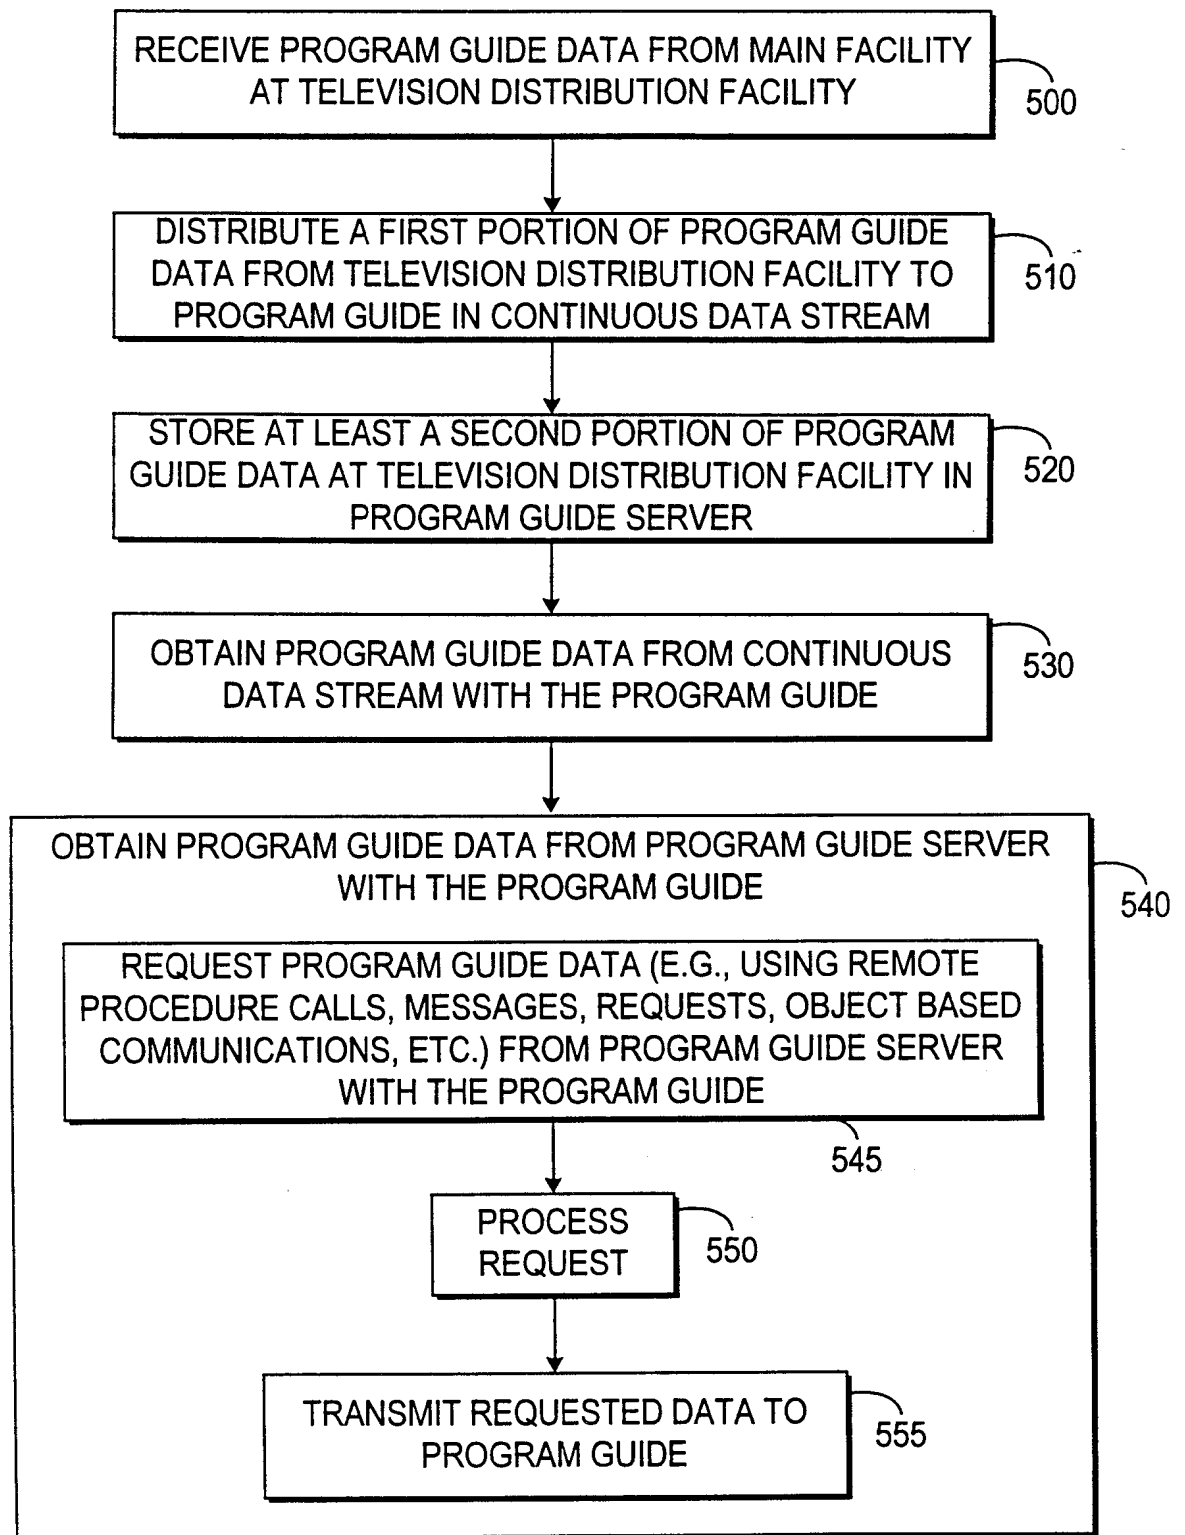 RECEIVE PROGRAM GUIDE DATA FROM MAIN FACILITY
AT TELEVISION DISTRIBUTION FACILITY
500
DISTRIBUTE A FIRST PORTION OF PROGRAM GUIDE
DATA FROM TELEVISION DISTRIBUTION FACILITY TO
PROGRAM GUIDE IN CONTINUOUS DATA STREAM
510
STORE AT LEAST A SECOND PORTION OF PROGRAM
GUIDE DATA AT TELEVISION DISTRIBUTION FACILITY IN
PROGRAM GUIDE SERVER
520
OBTAIN PROGRAM GUIDE DATA FROM CONTINUOUS
DATA STREAM WITH THE PROGRAM GUIDE
530
OBTAIN PROGRAM GUIDE DATA FROM PROGRAM GUIDE SERVER
WITH THE PROGRAM GUIDE
540
REQUEST PROGRAM GUIDE DATA (E.G., USING REMOTE
PROCEDURE CALLS, MESSAGES, REQUESTS, OBJECT BASED
COMMUNICATIONS, ETC.) FROM PROGRAM GUIDE SERVER
WITH THE PROGRAM GUIDE
545
PROCESS
REQUEST
550
TRANSMIT REQUESTED DATA TO
PROGRAM GUIDE
555